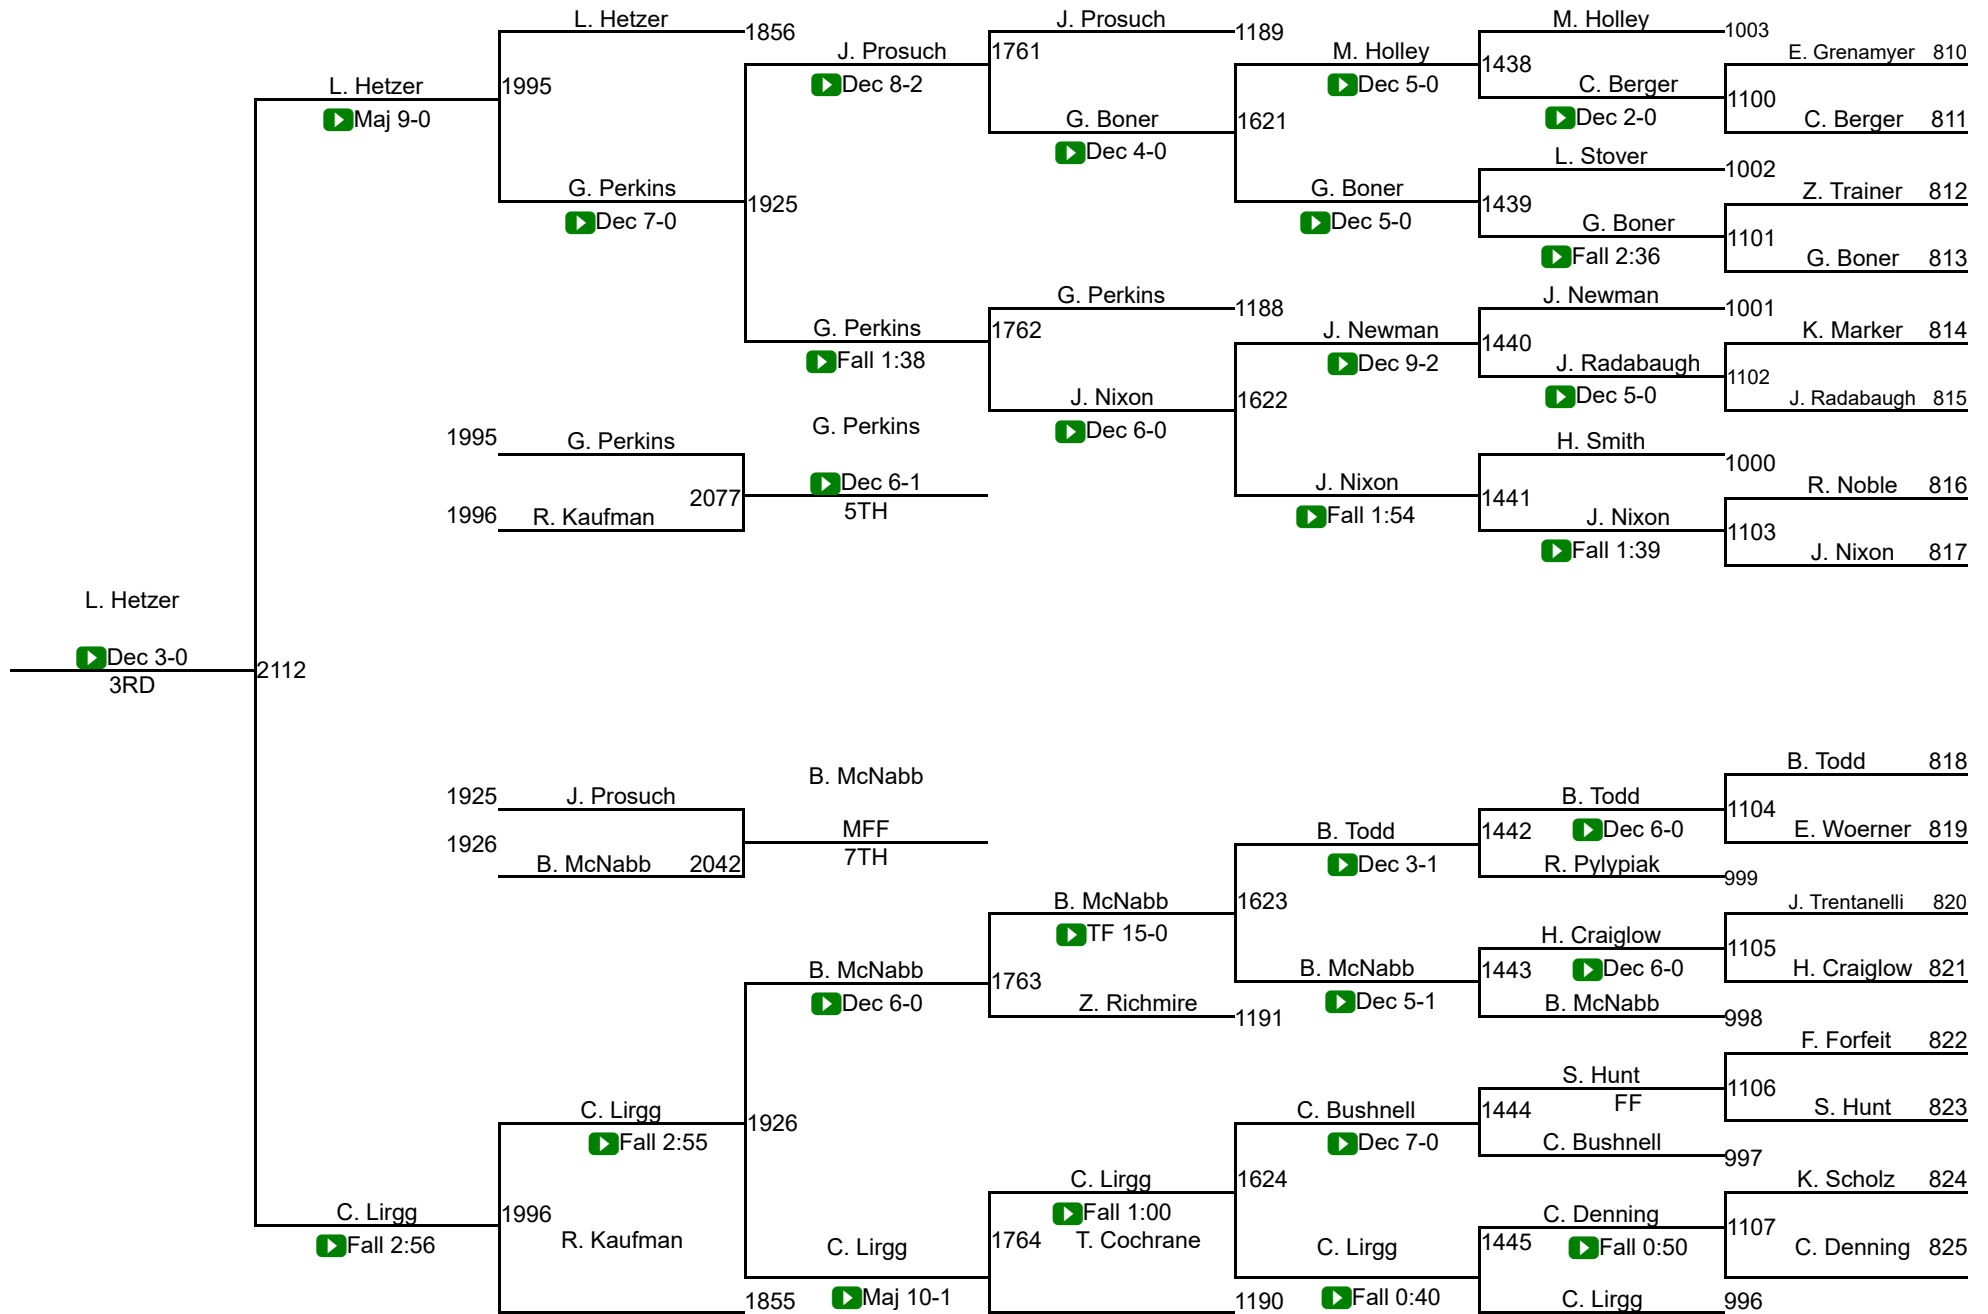 L. Hetzer
J. Prosuch
M. Holley
1856
1189
1003
J. Prosuch
1761
M. Holley
E. Grenamyer 810
Dec 8-2
Dec 5-0
1438
L. Hetzer
1995
C. Berger
1100
Maj 9-0
G. Boner
1621
Dec 2-0
C. Berger 811
Dec 4-0
L. Stover
1002
G. Perkins
1925
G. Boner
1439
Z. Trainer 812
Dec 7-0
Dec 5-0
G. Boner
1101
Fall 2:36
G. Boner 813
G. Perkins
J. Newman
1188
1001
G. Perkins
1762
J. Newman
1440
K. Marker 814
Fall 1:38
Dec 9-2
J. Radabaugh
1102
J. Nixon
1622
Dec 5-0
J. Radabaugh 815
G. Perkins
Dec 6-0
1995
G. Perkins
H. Smith
1000
Dec 6-1
J. Nixon
1441
R. Noble 816
2077
5TH
Fall 1:54
1996
R. Kaufman
J. Nixon
1103
Fall 1:39
J. Nixon 817
L. Hetzer
Dec 3-0
2112
3RD
B. McNabb
B. Todd 818
1925
J. Prosuch
B. Todd
1104
1926
MFF
B. Todd
1442
Dec 6-0
E. Woerner 819
B. McNabb 2042
7TH
Dec 3-1
R. Pylypiak
999
B. McNabb
1623
J. Trentanelli 820
TF 15-0
H. Craiglow
1105
B. McNabb
1763
B. McNabb
1443
Dec 6-0
H. Craiglow 821
Dec 6-0
Z. Richmire
1191
Dec 5-1
B. McNabb
998
F. Forfeit 822
S. Hunt
1106
C. Lirgg
1926
C. Bushnell
1444
FF
S. Hunt 823
Fall 2:55
Dec 7-0
C. Bushnell
997
C. Lirgg
1624
K. Scholz 824
C. Lirgg
1996
Fall 1:00
C. Denning
1107
Fall 2:56
R. Kaufman
C. Lirgg
1764
T. Cochrane
C. Lirgg
1445
Fall 0:50
C. Denning 825
1855
Maj 10-1
1190
Fall 0:40
C. Lirgg
996